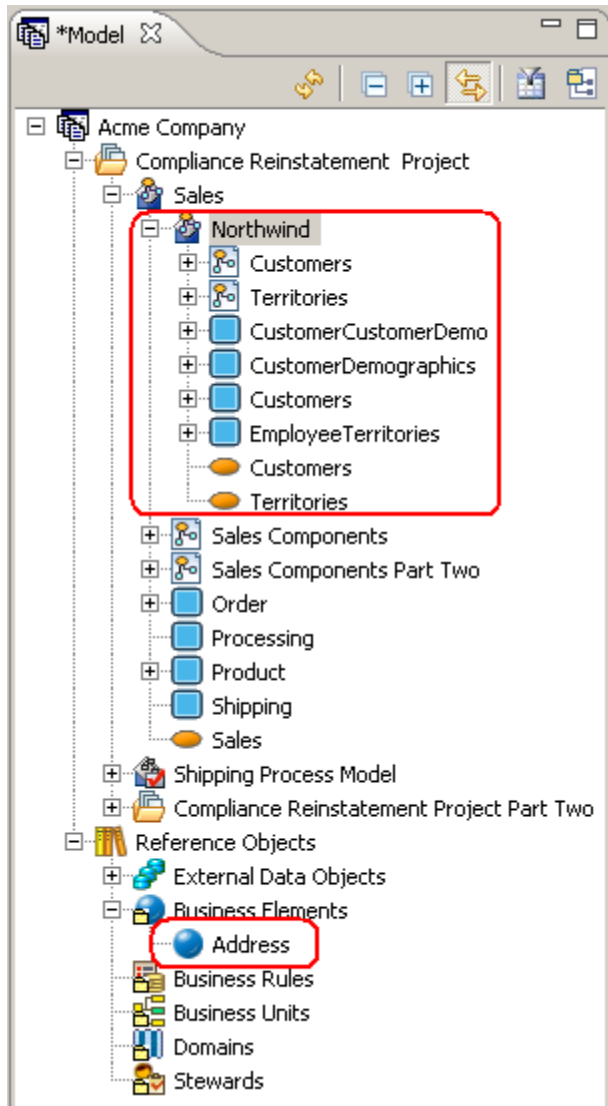 *Model
Acme Company
Compliance Reinstatement Project
Sales
Northwind
Customers
Territories
CustomerCustomerDemo
CustomerDemographics
Customers
EmployeeTerritories
Customers
Territories
Sales Components
Sales Components Part Two
Order
Processing
Product
Shipping
Sales
Shipping Process Model
Compliance Reinstatement Project Part Two
Reference Objects
External Data Objects
Business Elements
Address
Business Rules
Business Units
Domains
Stewards